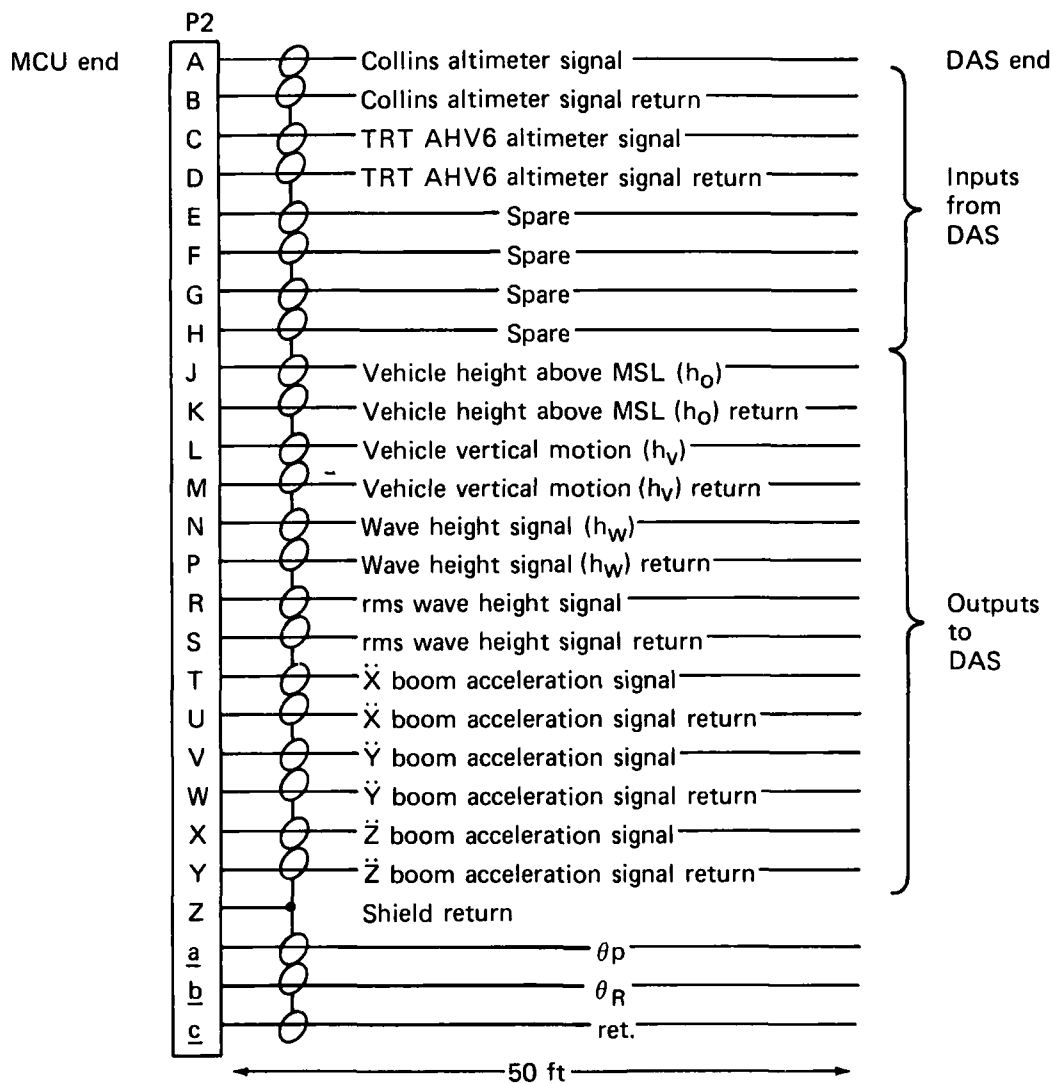 P2
MCU end
DAS end
A Collins altimeter signal
B Collins altimeter signal return
C TRT AHV6 altimeter signal
D TRT AHV6 altimeter signal return
E Spare
F Spare
G Spare
H Spare
Inputs
from
DAS
J Vehicle height above MSL (h₀)
K Vehicle height above MSL (h₀) return
L Vehicle vertical motion (hᵥ)
M Vehicle vertical motion (hᵥ) return
N Wave height signal (h_W)
P Wave height signal (h_W) return
R rms wave height signal
S rms wave height signal return
T Ẍ boom acceleration signal
U Ẍ boom acceleration signal return
V Ÿ boom acceleration signal
W Ÿ boom acceleration signal return
X Z̈ boom acceleration signal
Y Z̈ boom acceleration signal return
Outputs
to
DAS
Z Shield return
a θp
b θ_R
c ret.
50 ft